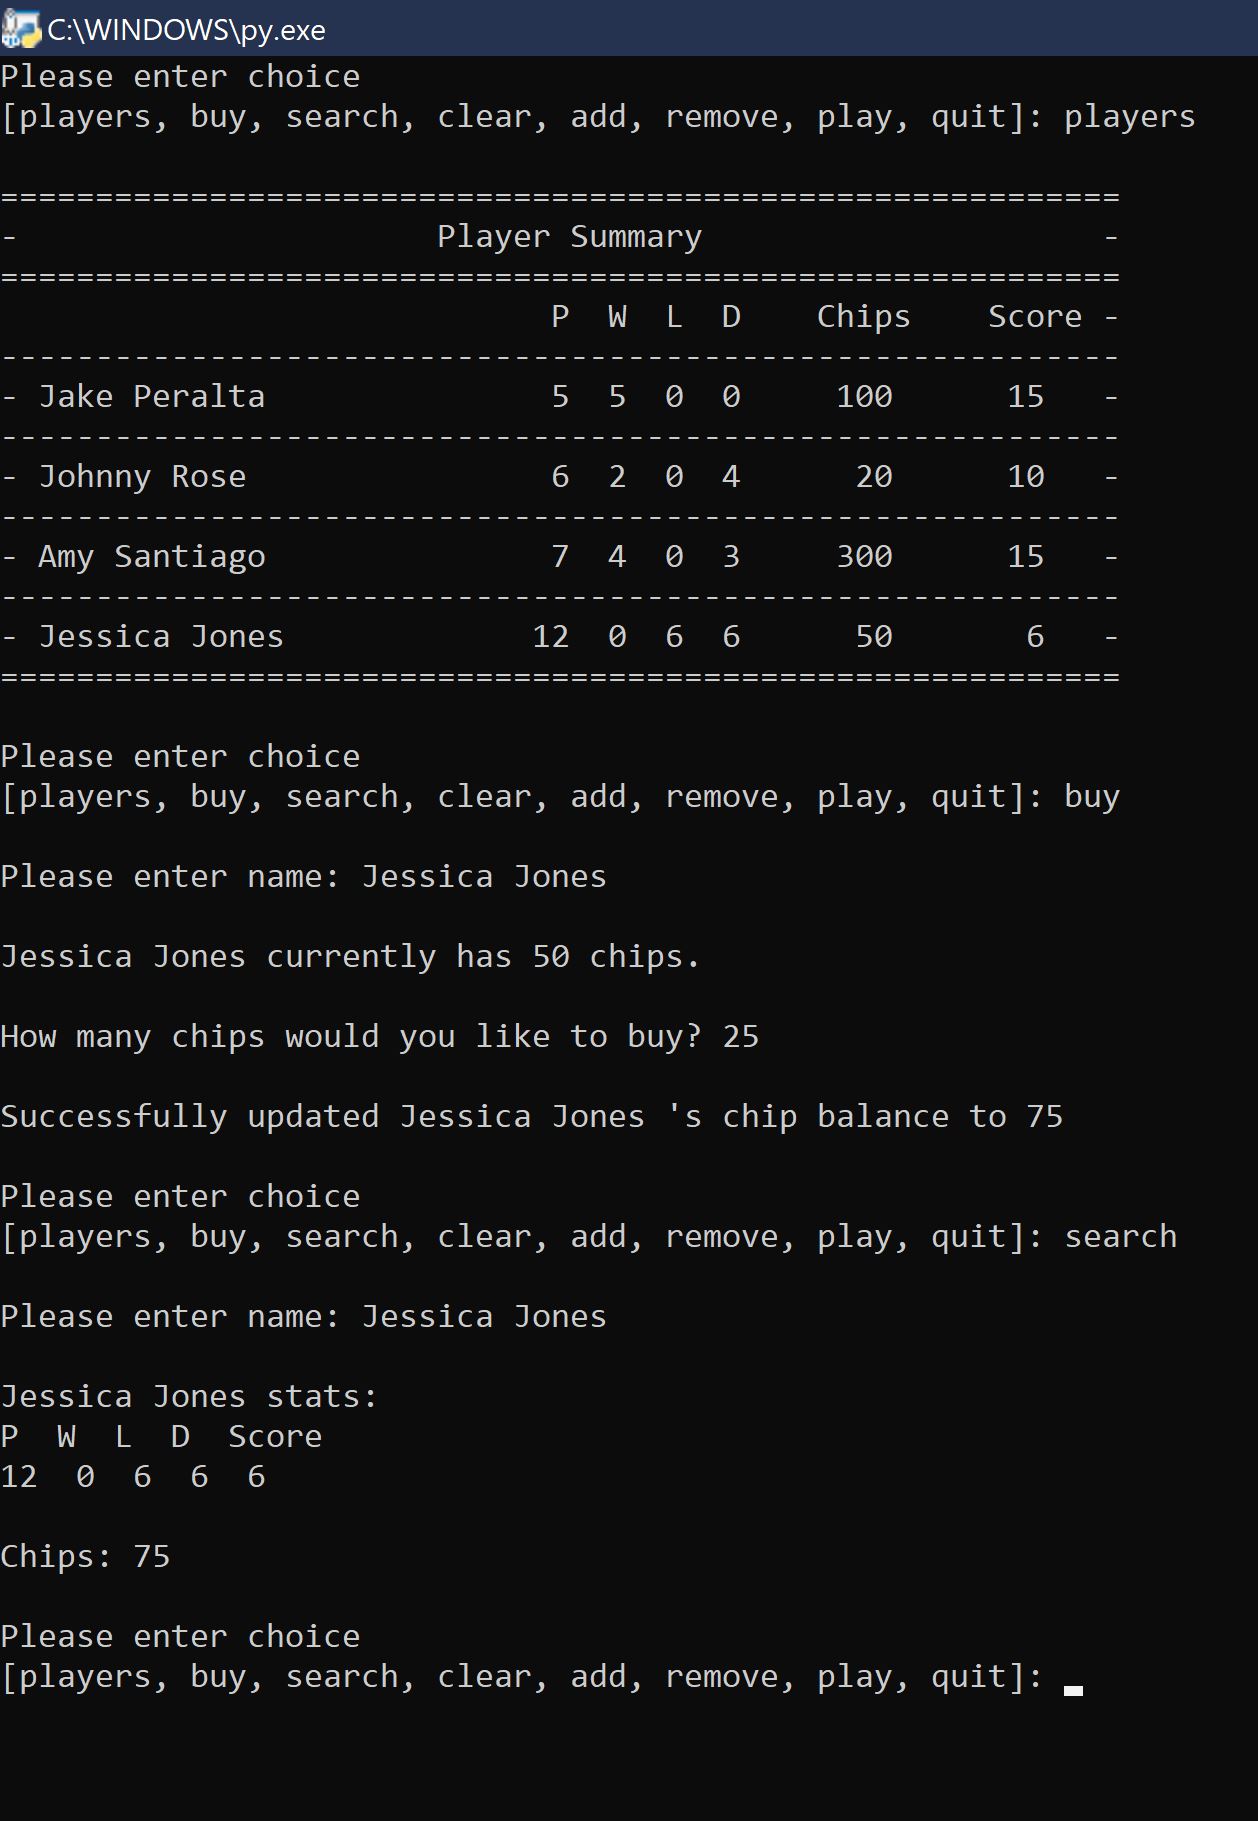 C:\WINDOWS\py.exe
Please enter choice
[players, buy, search, clear, add, remove, play, quit]: players

===========================================================
-                      Player Summary                     -
===========================================================
                             P  W  L  D    Chips    Score -
-----------------------------------------------------------
- Jake Peralta               5  5  0  0     100      15   -
-----------------------------------------------------------
- Johnny Rose                6  2  0  4      20      10   -
-----------------------------------------------------------
- Amy Santiago               7  4  0  3     300      15   -
-----------------------------------------------------------
- Jessica Jones             12  0  6  6      50       6   -
===========================================================

Please enter choice
[players, buy, search, clear, add, remove, play, quit]: buy

Please enter name: Jessica Jones

Jessica Jones currently has 50 chips.

How many chips would you like to buy? 25

Successfully updated Jessica Jones 's chip balance to 75

Please enter choice
[players, buy, search, clear, add, remove, play, quit]: search

Please enter name: Jessica Jones

Jessica Jones stats:
P  W  L  D  Score
12  0  6  6  6

Chips: 75

Please enter choice
[players, buy, search, clear, add, remove, play, quit]: